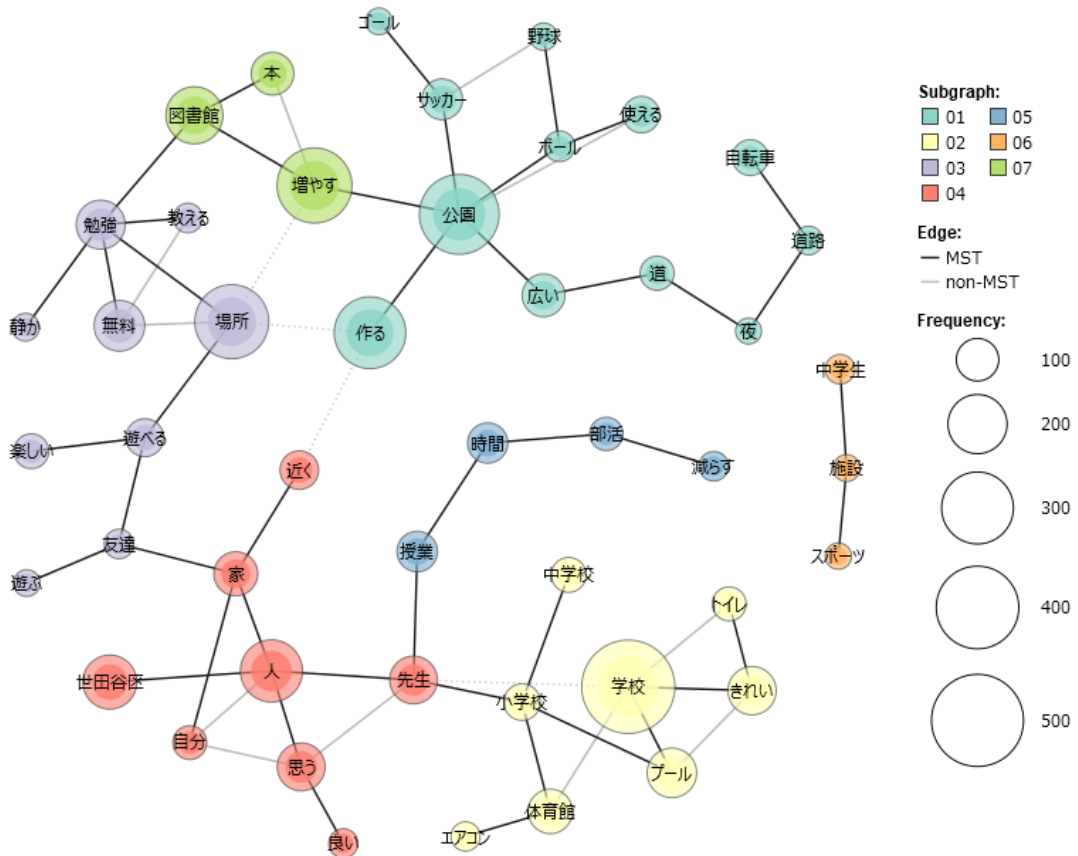 ゴール
野球
本
サッカー
使える
図書館
ボール
自転車
増やす
公園
教える
勉強
道路
道
広い
静か
無料
場所
作る
夜
中学生
楽しい
遊べる
時間
部活
減らす
施設
近く
友達
授業
スポーツ
遊ぶ
家
中学校
トイレ
世田谷区
人
先生
学校
きれい
小学校
自分
思う
プール
体育館
エアコン
良い
Subgraph:
01 05
02 06
03 07
04
Edge:
MST
non-MST
Frequency:
100
200
300
400
500